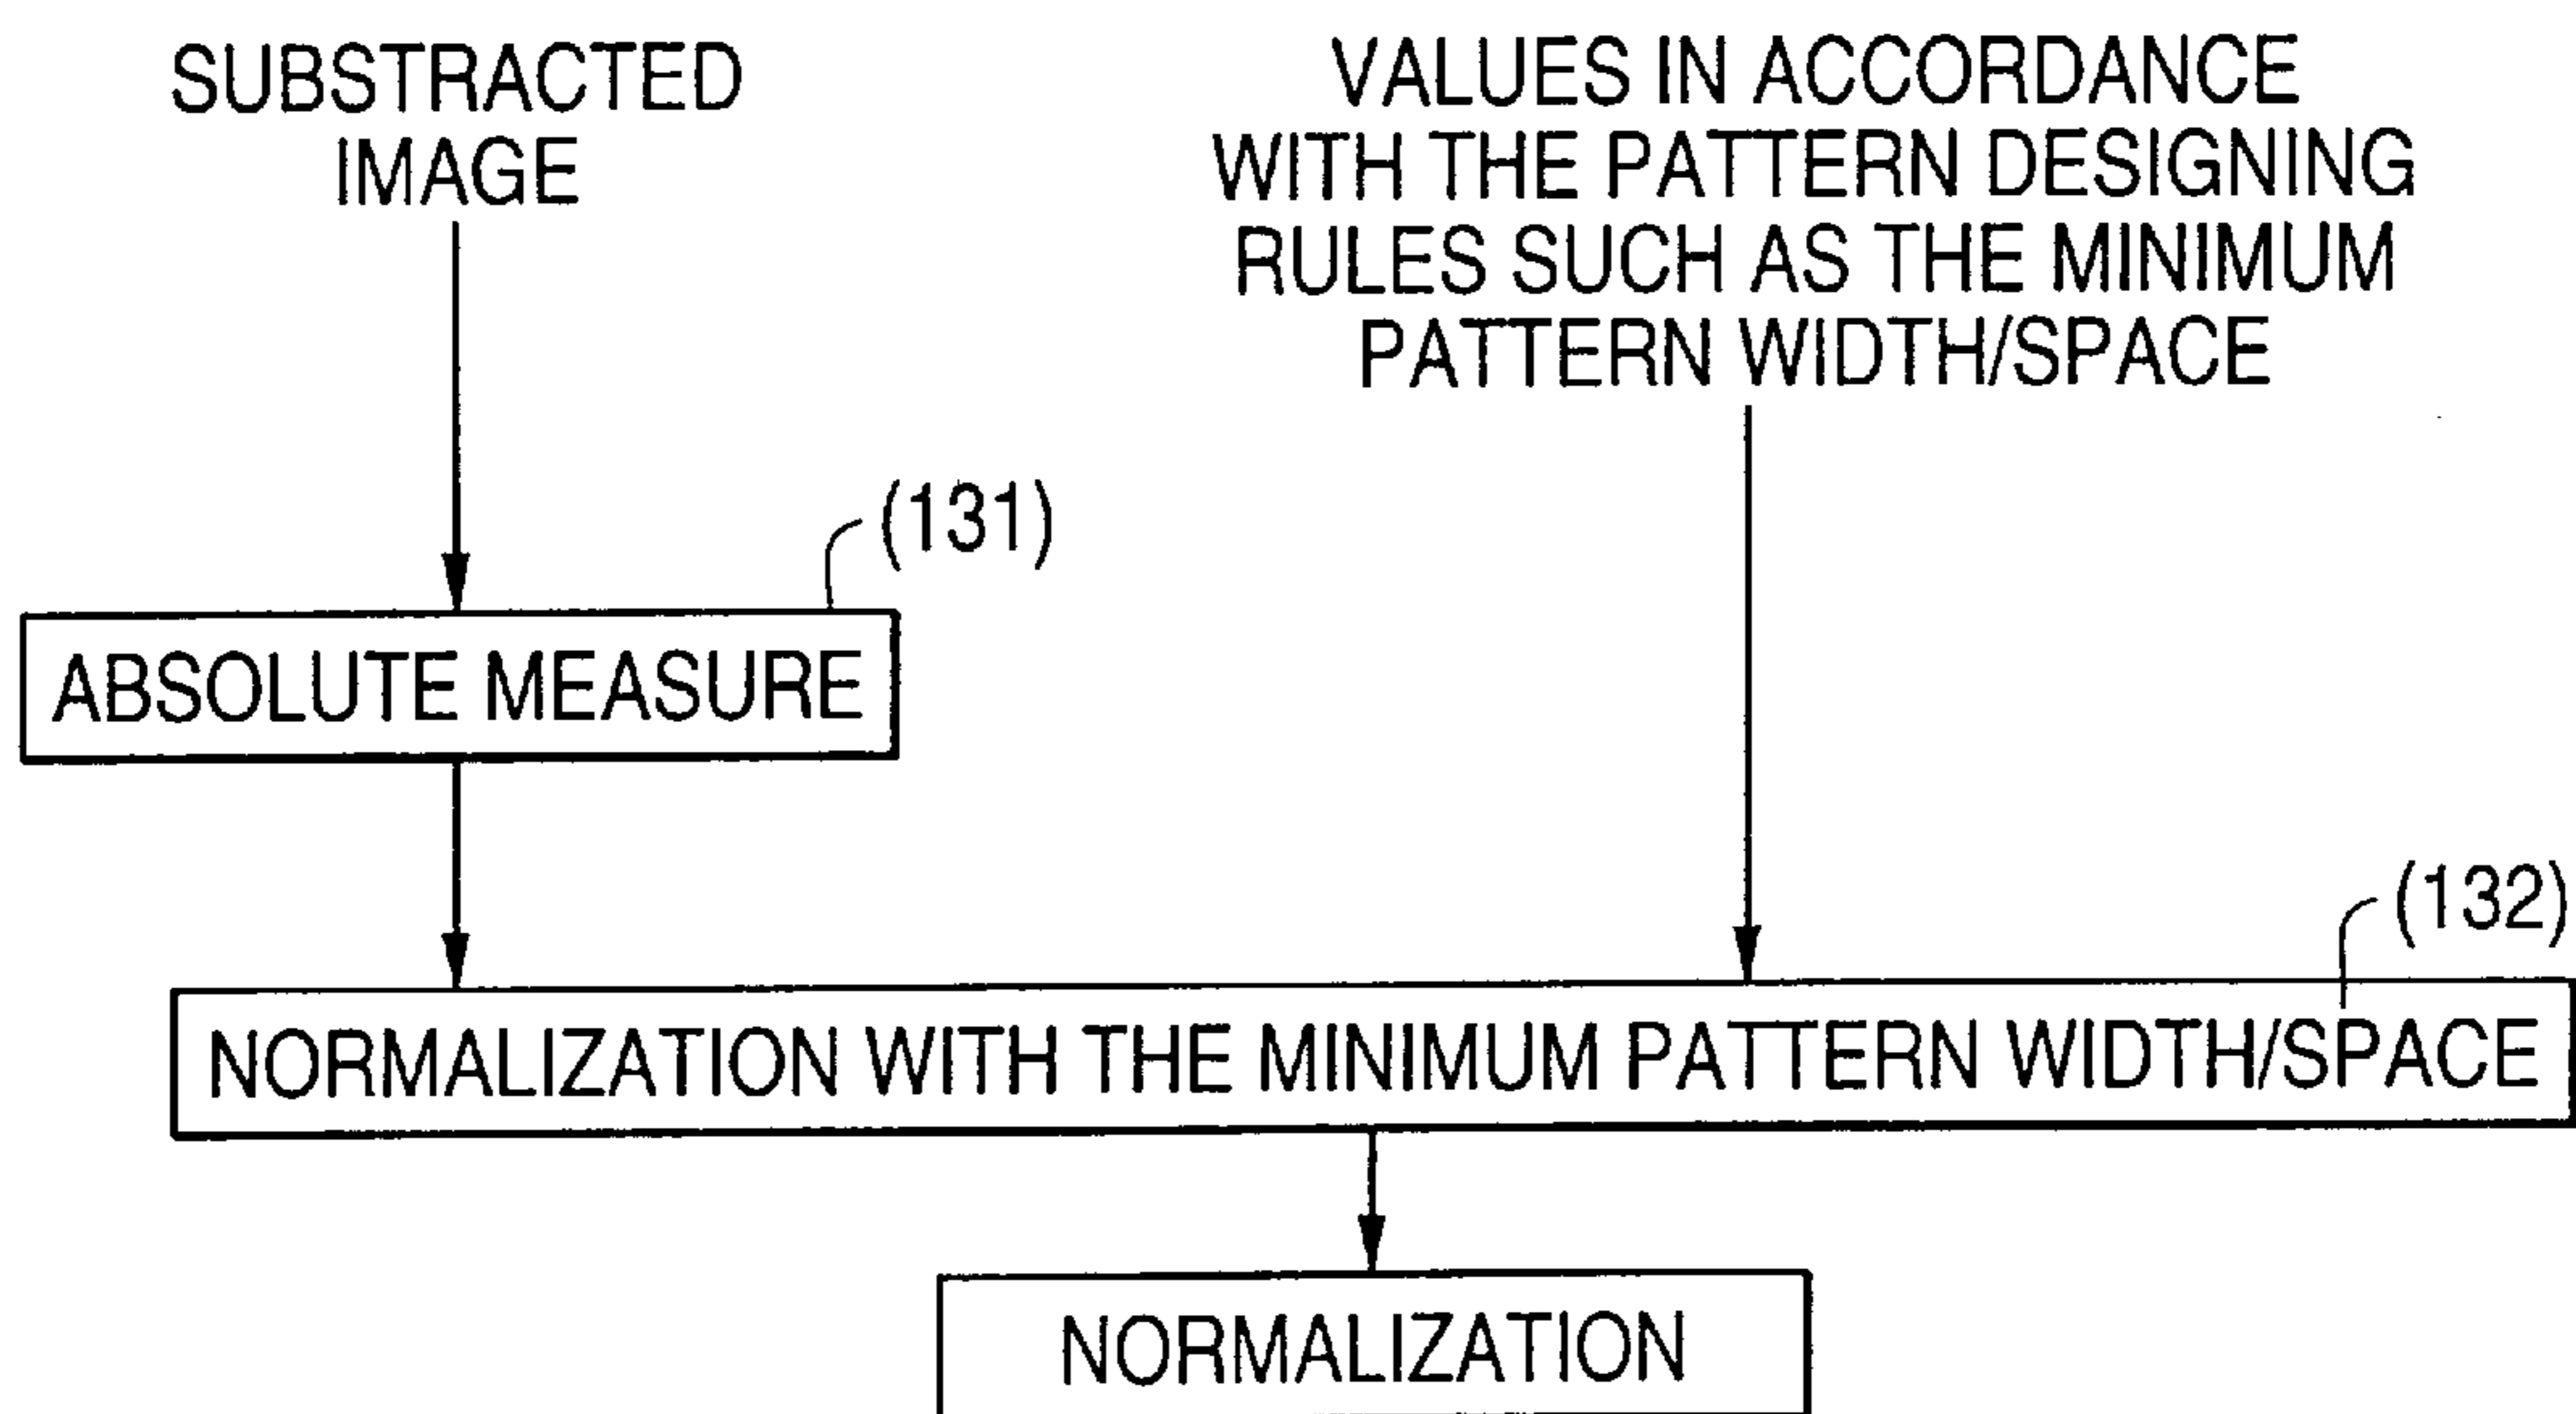 SUBSTRACTED
IMAGE
VALUES IN ACCORDANCE
WITH THE PATTERN DESIGNING
RULES SUCH AS THE MINIMUM
PATTERN WIDTH/SPACE
(131)
ABSOLUTE MEASURE
(132)
NORMALIZATION WITH THE MINIMUM PATTERN WIDTH/SPACE
NORMALIZATION